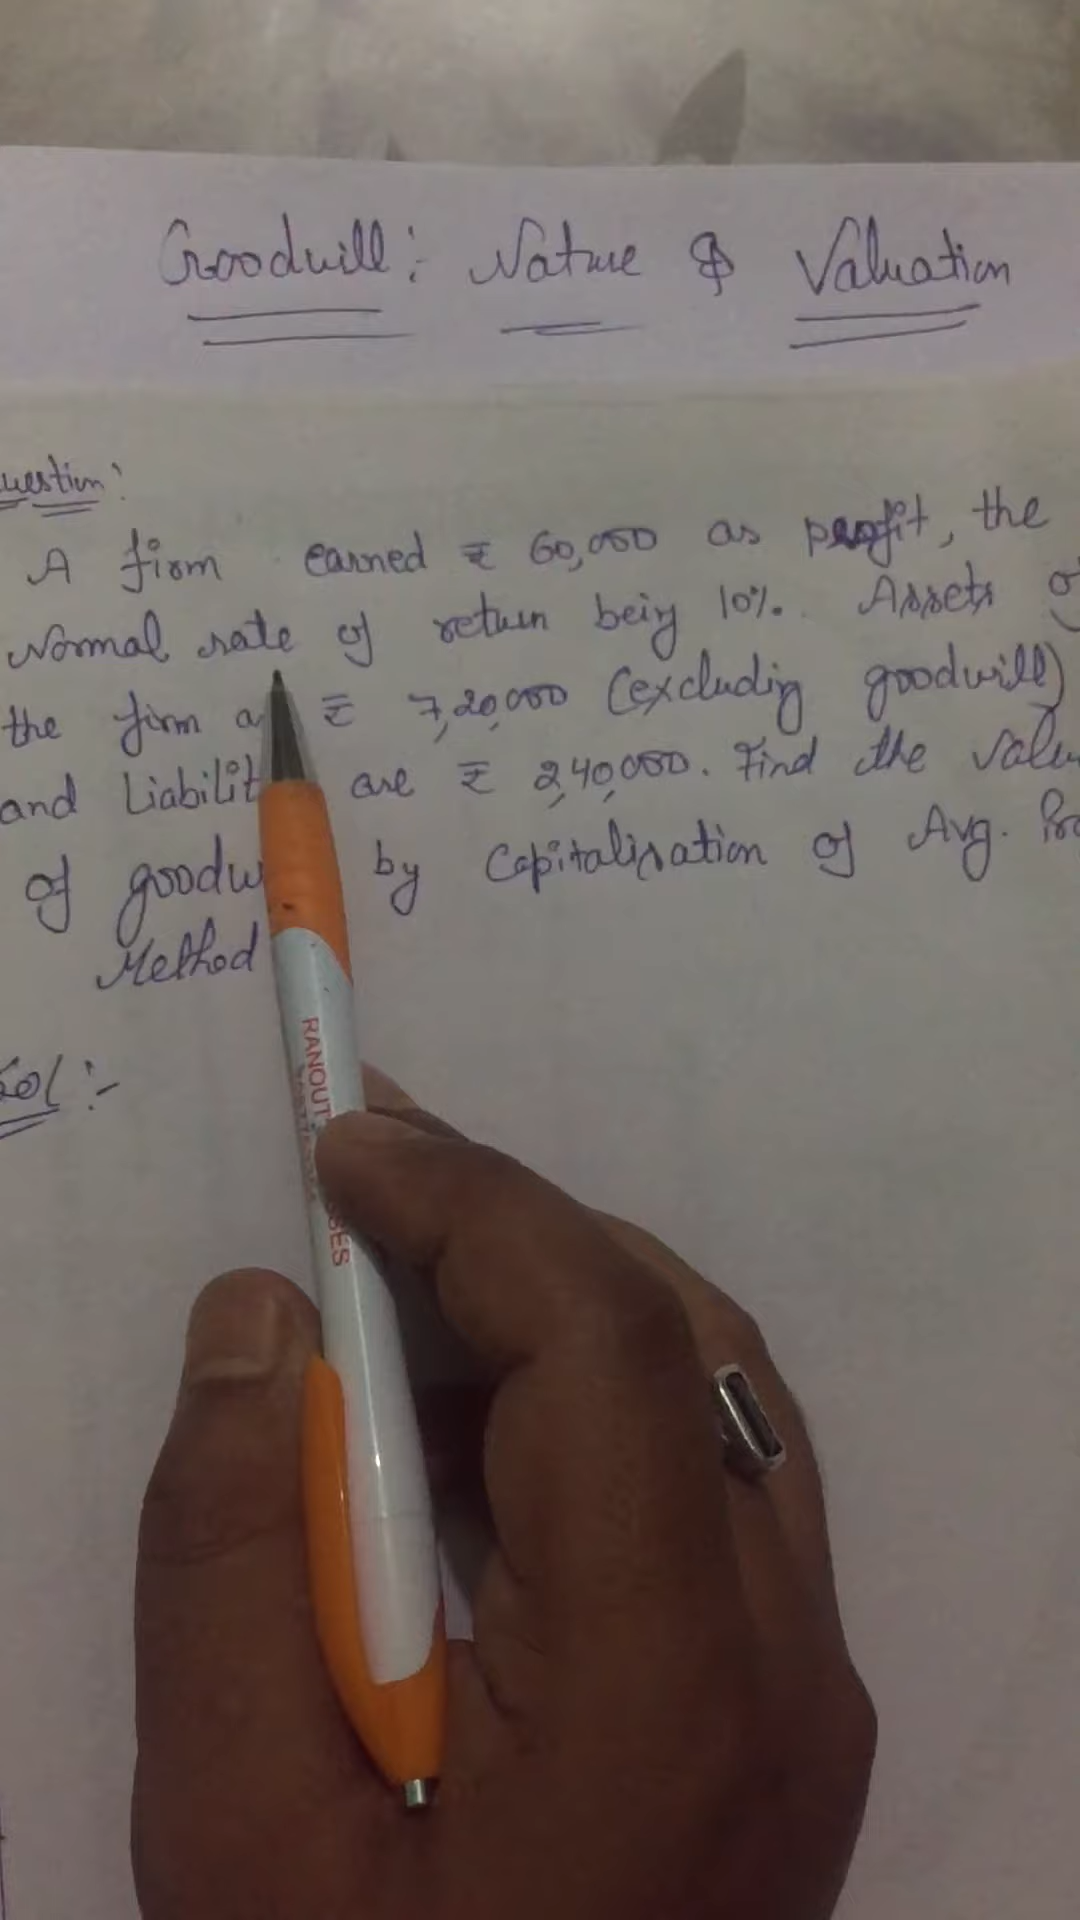 Goodwill: Nature & Valuation
Question:
A firm earned ₹ 60,000 as profit, the
Normal rate of return being 10%. Assets of
the firm ₹ 7,20,000 (excluding goodwill)
and Liabilit are ₹ 2,40,000. Find the Valu
of goodw by Capitalisation of Avg. Pro
Method
Sol:-
RANOUT
SSES